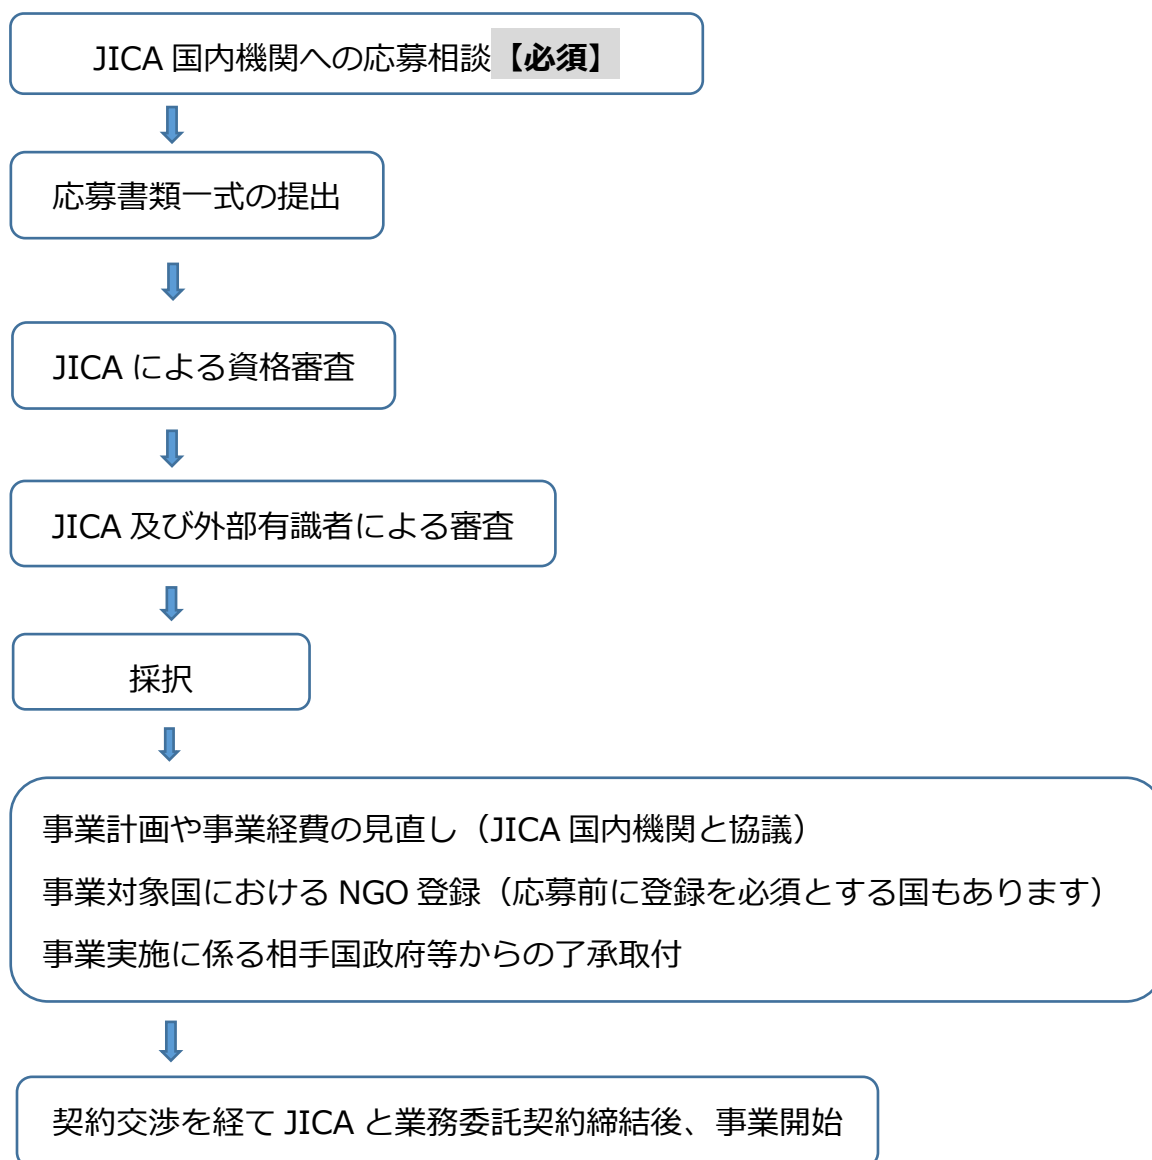 JICA 国内機関への応募相談【必須】
応募書類一式の提出
JICA による資格審査
JICA 及び外部有識者による審査
採択
事業計画や事業経費の見直し（JICA 国内機関と協議）
事業対象国における NGO 登録（応募前に登録を必須とする国もあります）
事業実施に係る相手国政府等からの了承取付
契約交渉を経て JICA と業務委託契約締結後、事業開始